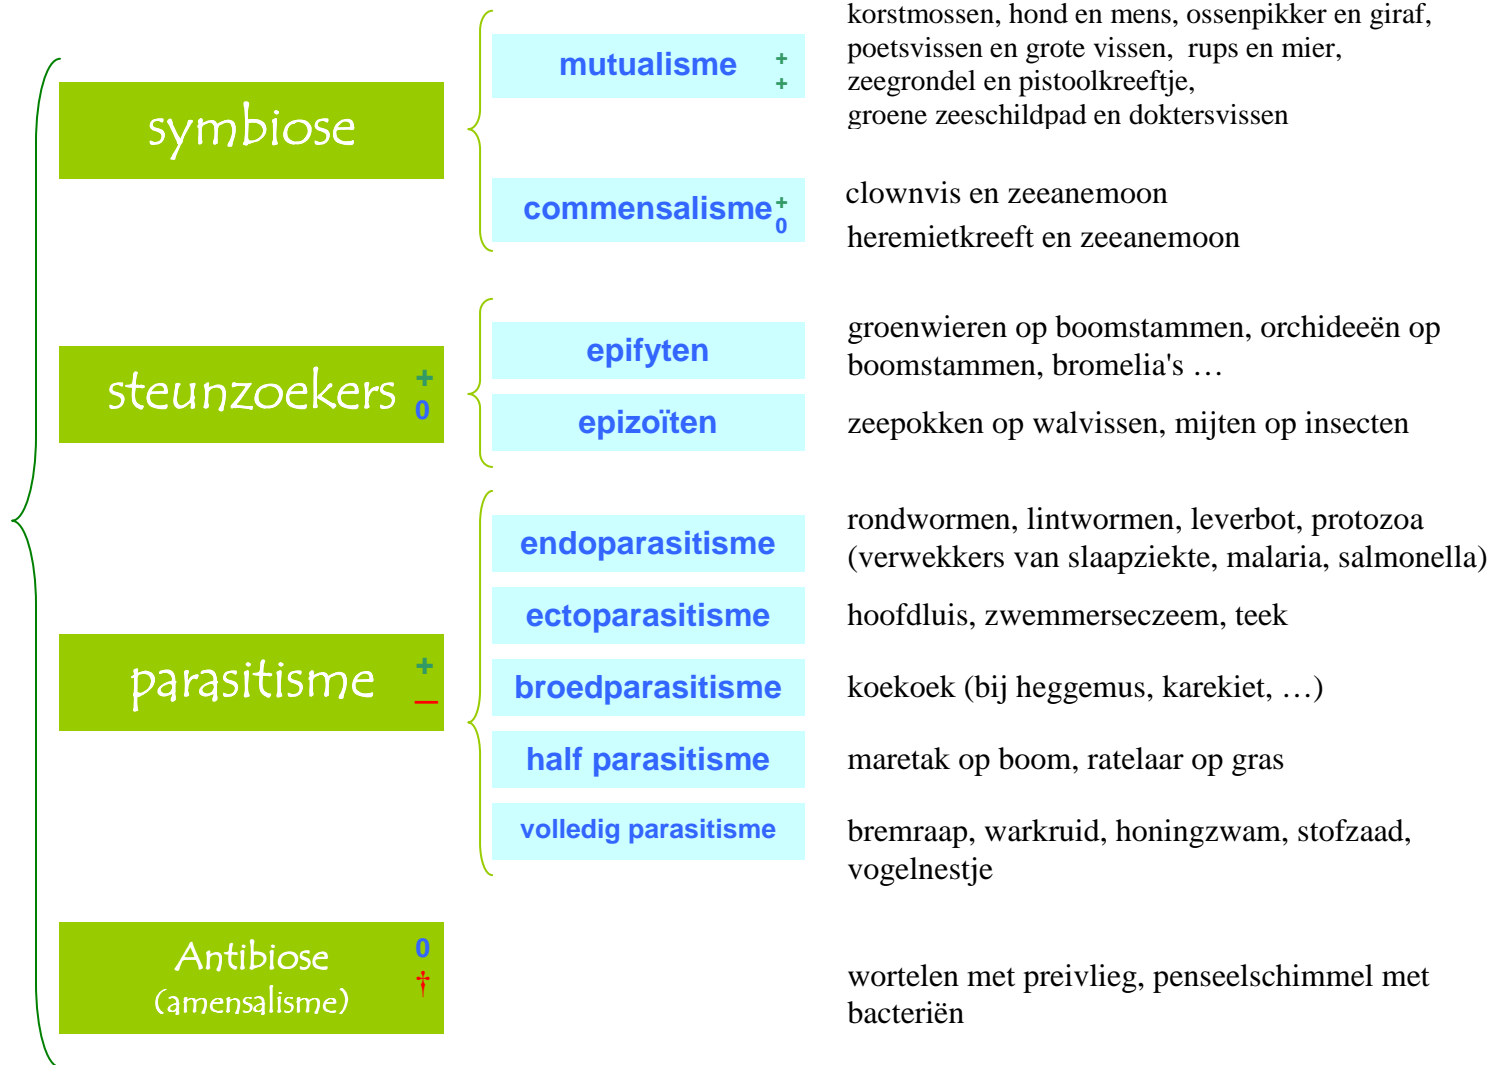 korstmossen, hond en mens, ossenpikker en giraf,
mutualisme + +
poetsvissen en grote vissen, rups en mier,
zeegrondel en pistoolkreeftje,
groene zeeschildpad en doktersvissen
symbiose
commensalisme + 0
clownvis en zeeanemoon
heremietkreeft en zeeanemoon
steunzoekers + 0
epifyten
groenwieren op boomstammen, orchideeën op
boomstammen, bromelia's …
epizoïten
zeepokken op walvissen, mijten op insecten
parasitisme + —
endoparasitisme
rondwormen, lintwormen, leverbot, protozoa
(verwekkers van slaapziekte, malaria, salmonella)
ectoparasitisme
hoofdluis, zwemmerseczeem, teek
broedparasitisme
koekoek (bij heggemus, karekiet, …)
half parasitisme
maretak op boom, ratelaar op gras
volledig parasitisme
bremraap, warkruid, honingzwam, stofzaad,
vogelnestje
Antibiose 0
(amensalisme) †
wortelen met preivlieg, penseelschimmel met
bacteriën